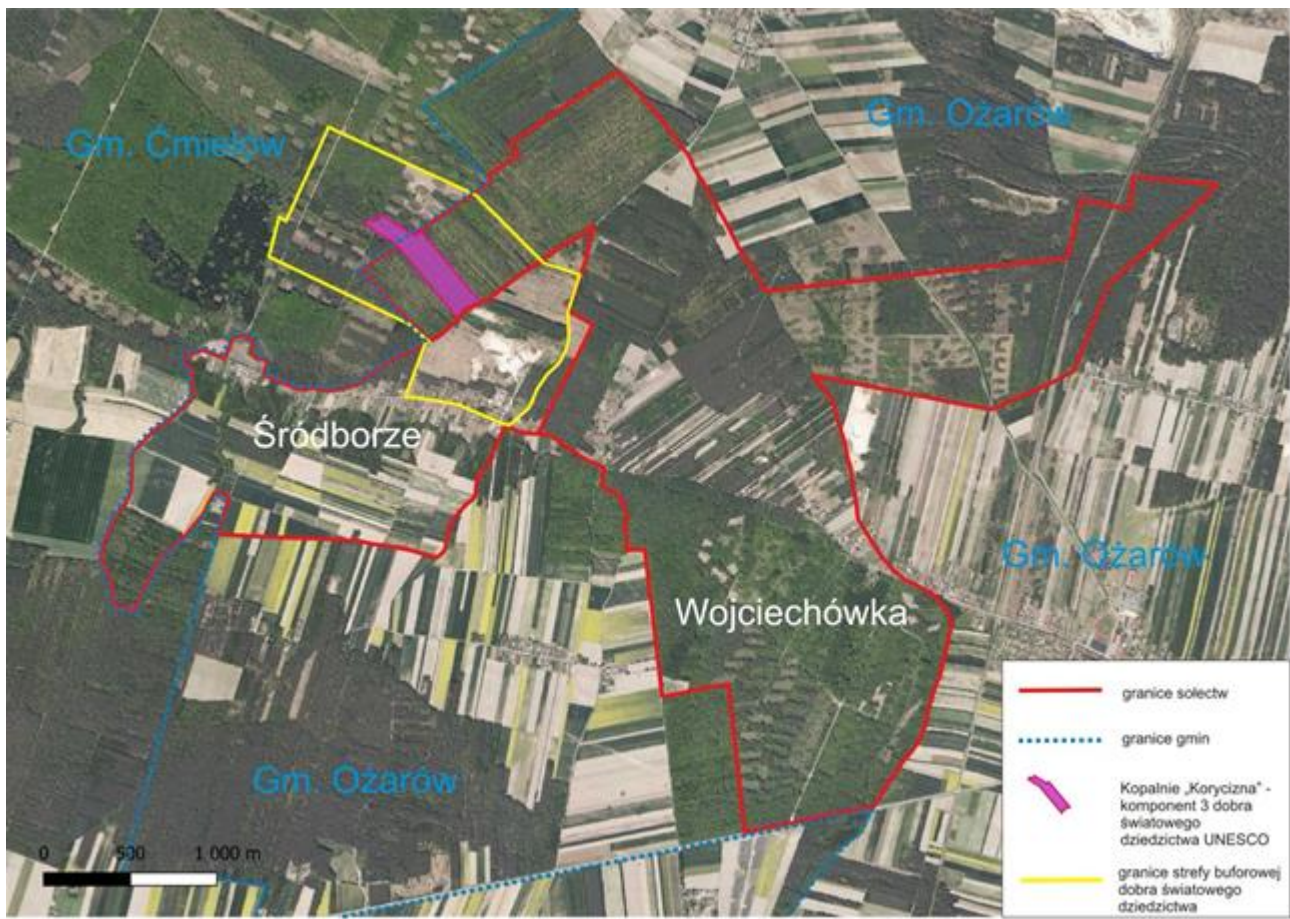 Gm. Ożarów
Gm. Ćmielów
Śródborze
Gm. Ożarów
Wojciechówka
Gm. Ożarów
0 500 1 000 m
granice sołectw
granice gmin
Kopalnie „Korycizna" -
komponent 3 dobra
światowego
dziedzictwa UNESCO
granice strefy buforowej
dobra światowego
dziedzictwa